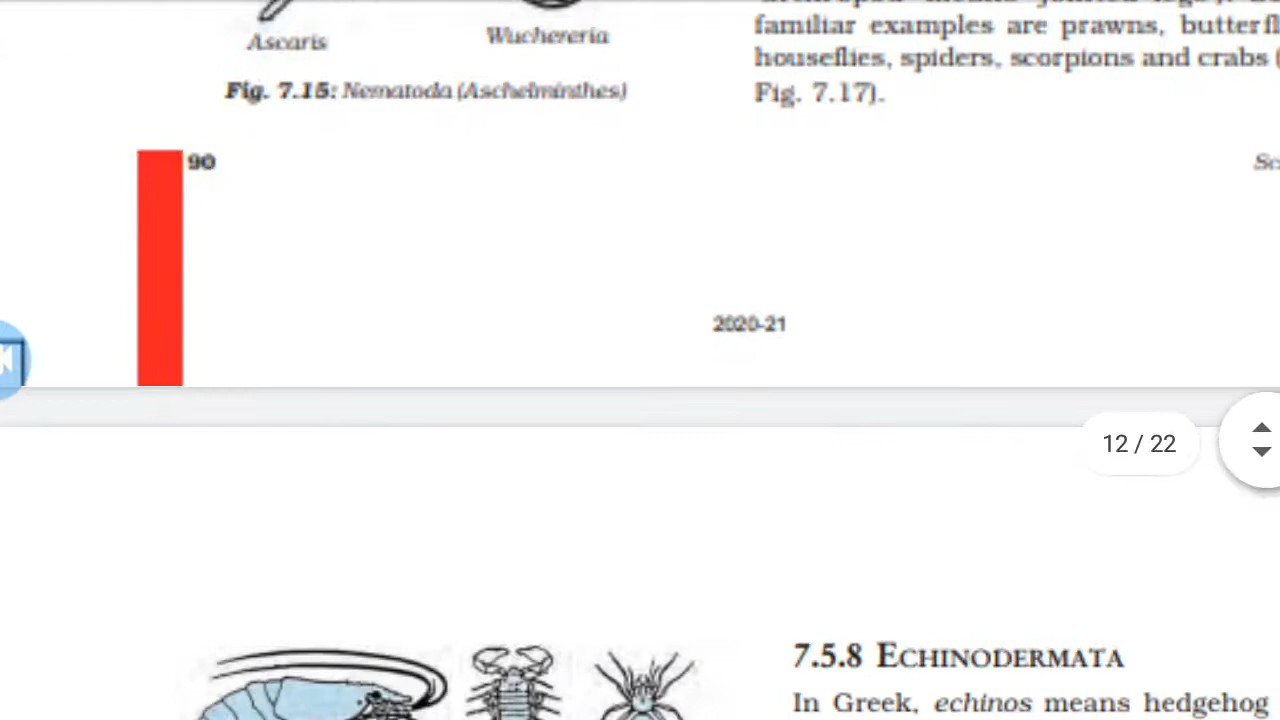 familiar examples are prawns,
houseflies, spiders, scorpions and crabs (
Fig. 7.17).
Ascaris
Wuchereria
Fig. 7.15: Nematoda (Aschelminthes)
90
2020-21
12 / 22
7.5.8 ECHINODERMATA
In Greek, echinos means hedgehog